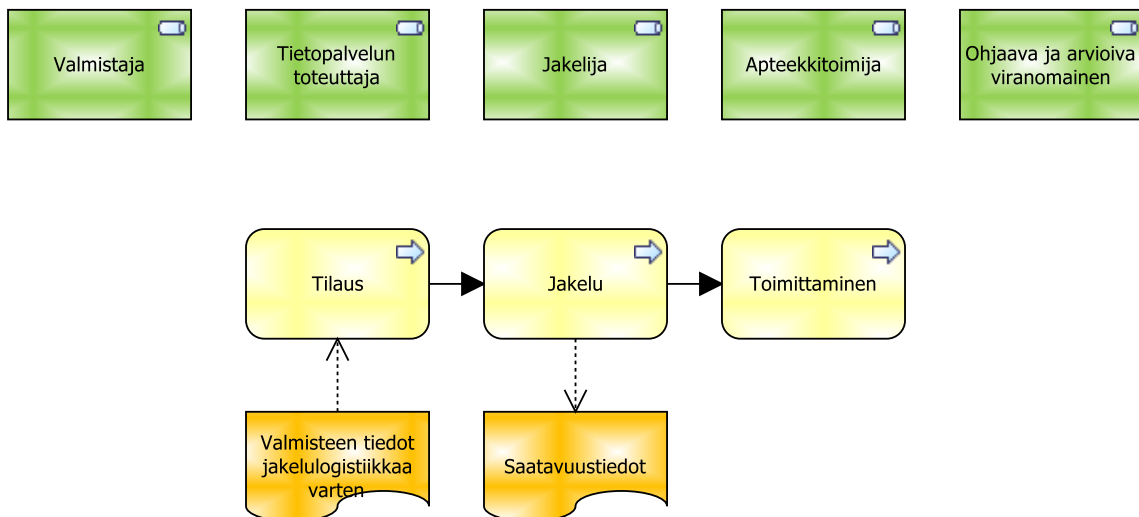 Valmistaja
Tietopalvelun
toteuttaja
Jakelija
Apteekkitoimija
Ohjaava ja arvioiva
viranomainen
Tilaus
Jakelu
Toimittaminen
Valmisteen tiedot
jakelulogistiikkaa
varten
Saatavuustiedot